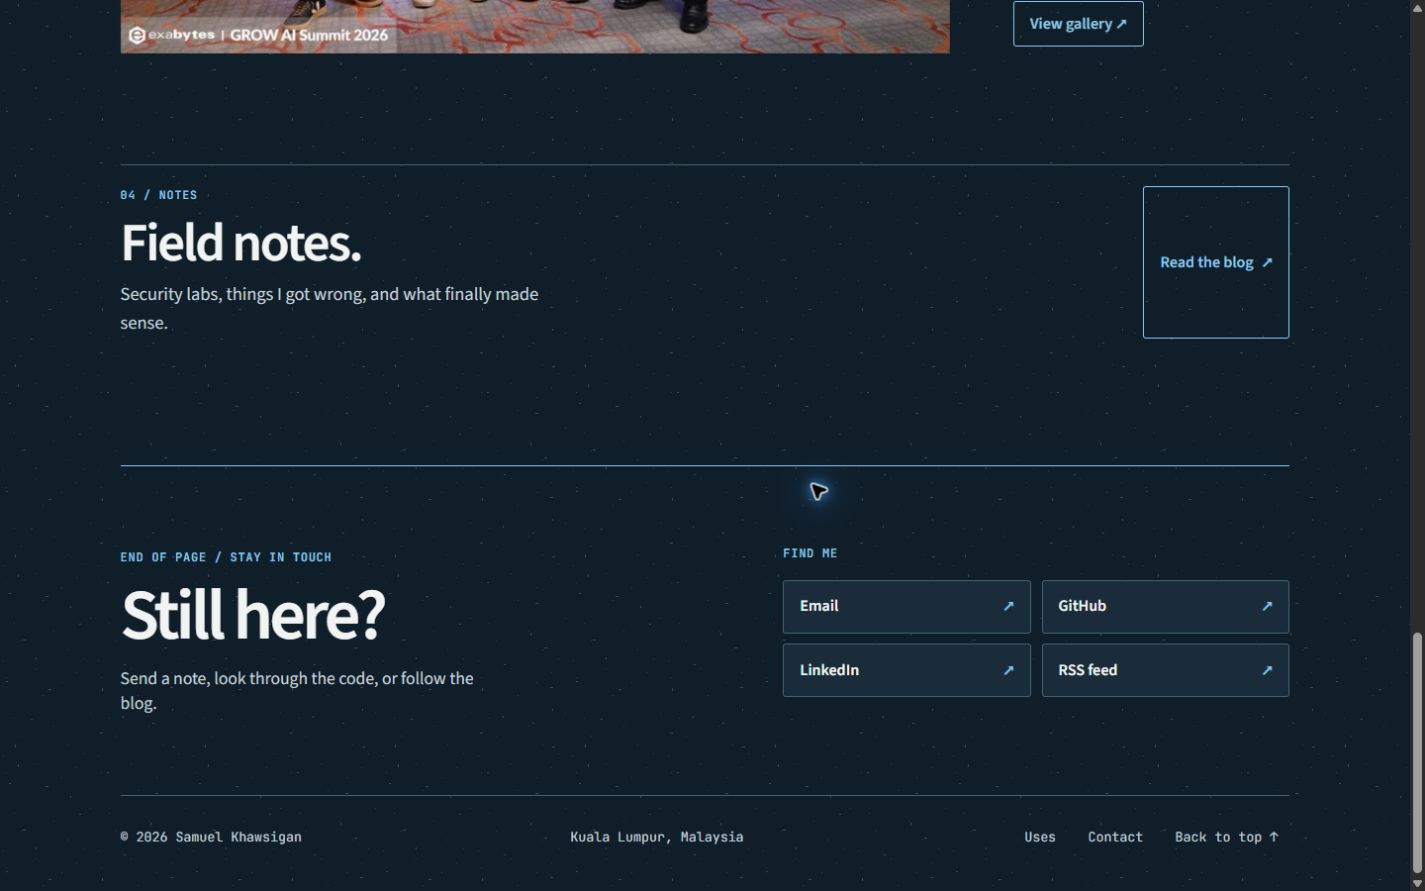 exabytes | GROW AI Summit 2026
View gallery ↗
04 / NOTES
Field notes.
Security labs, things I got wrong, and what finally made
sense.
Read the blog ↗
END OF PAGE / STAY IN TOUCH
Still here?
Send a note, look through the code, or follow the
blog.
FIND ME
Email ↗
GitHub ↗
LinkedIn ↗
RSS feed ↗
© 2026 Samuel Khawsigan
Kuala Lumpur, Malaysia
Uses
Contact
Back to top ↑